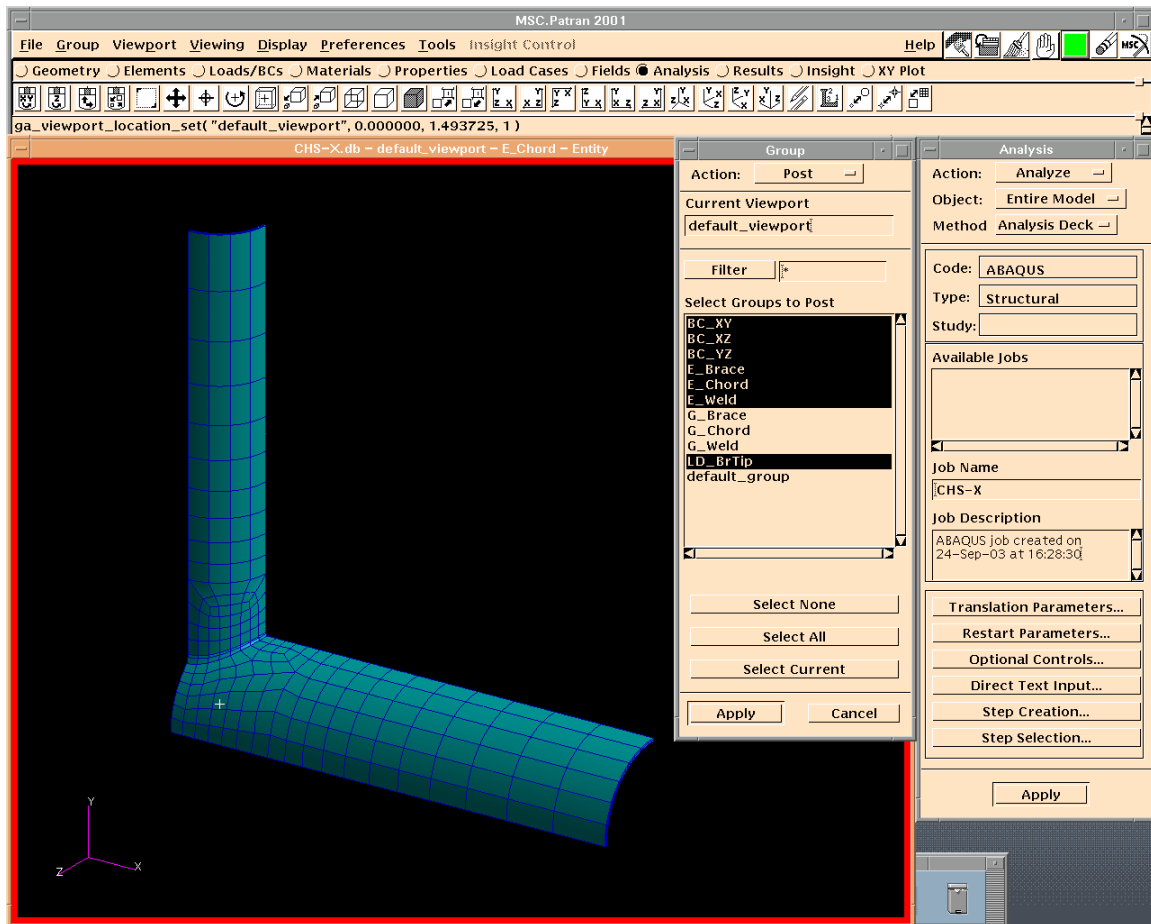 MSC.Patran 2001
File Group Viewport Viewing Display Preferences Tools Insight Control Help
MSC
Geometry Elements Loads/BCs Materials Properties Load Cases Fields Analysis Results Insight XY Plot
ga_viewport_location_set( "default_viewport", 0.000000, 1.493725, 1 )
CHS-X.db - default_viewport - E_Chord - Entity
Y
Z
X
Group
Action: Post
Current Viewport
default_viewport
Filter *
Select Groups to Post
BC_XY
BC_XZ
BC_YZ
E_Brace
E_Chord
E_Weld
G_Brace
G_Chord
G_Weld
LD_BrTip
default_group
Select None
Select All
Select Current
Apply Cancel
Analysis
Action: Analyze
Object: Entire Model
Method Analysis Deck
Code: ABAQUS
Type: Structural
Study:
Available Jobs
Job Name
CHS-X
Job Description
ABAQUS job created on
24-Sep-03 at 16:28:30
Translation Parameters...
Restart Parameters...
Optional Controls...
Direct Text Input...
Step Creation...
Step Selection...
Apply